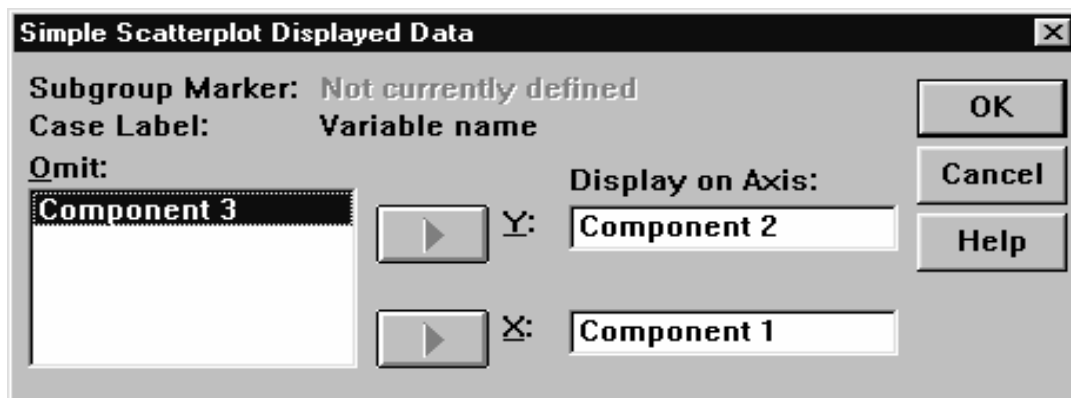 Simple Scatterplot Displayed Data
Subgroup Marker: Not currently defined
Case Label: Variable name
Omit:
Component 3
Display on Axis:
Y: Component 2
X: Component 1
OK
Cancel
Help